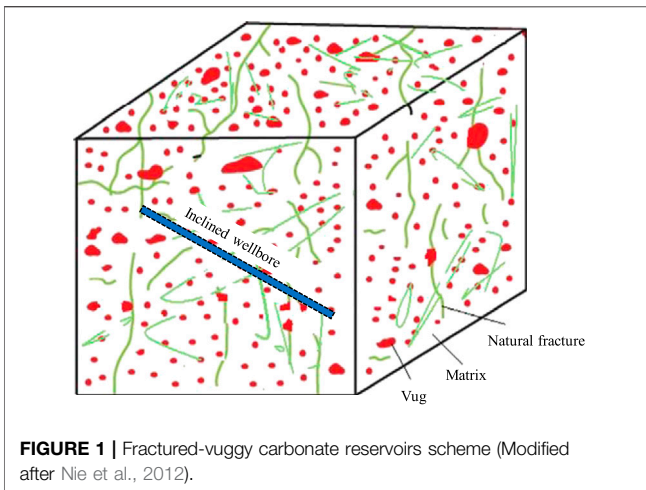 Inclined wellbore
Natural fracture
Matrix
Vug
FIGURE 1 | Fractured-vuggy carbonate reservoirs scheme (Modified
after Nie et al., 2012).